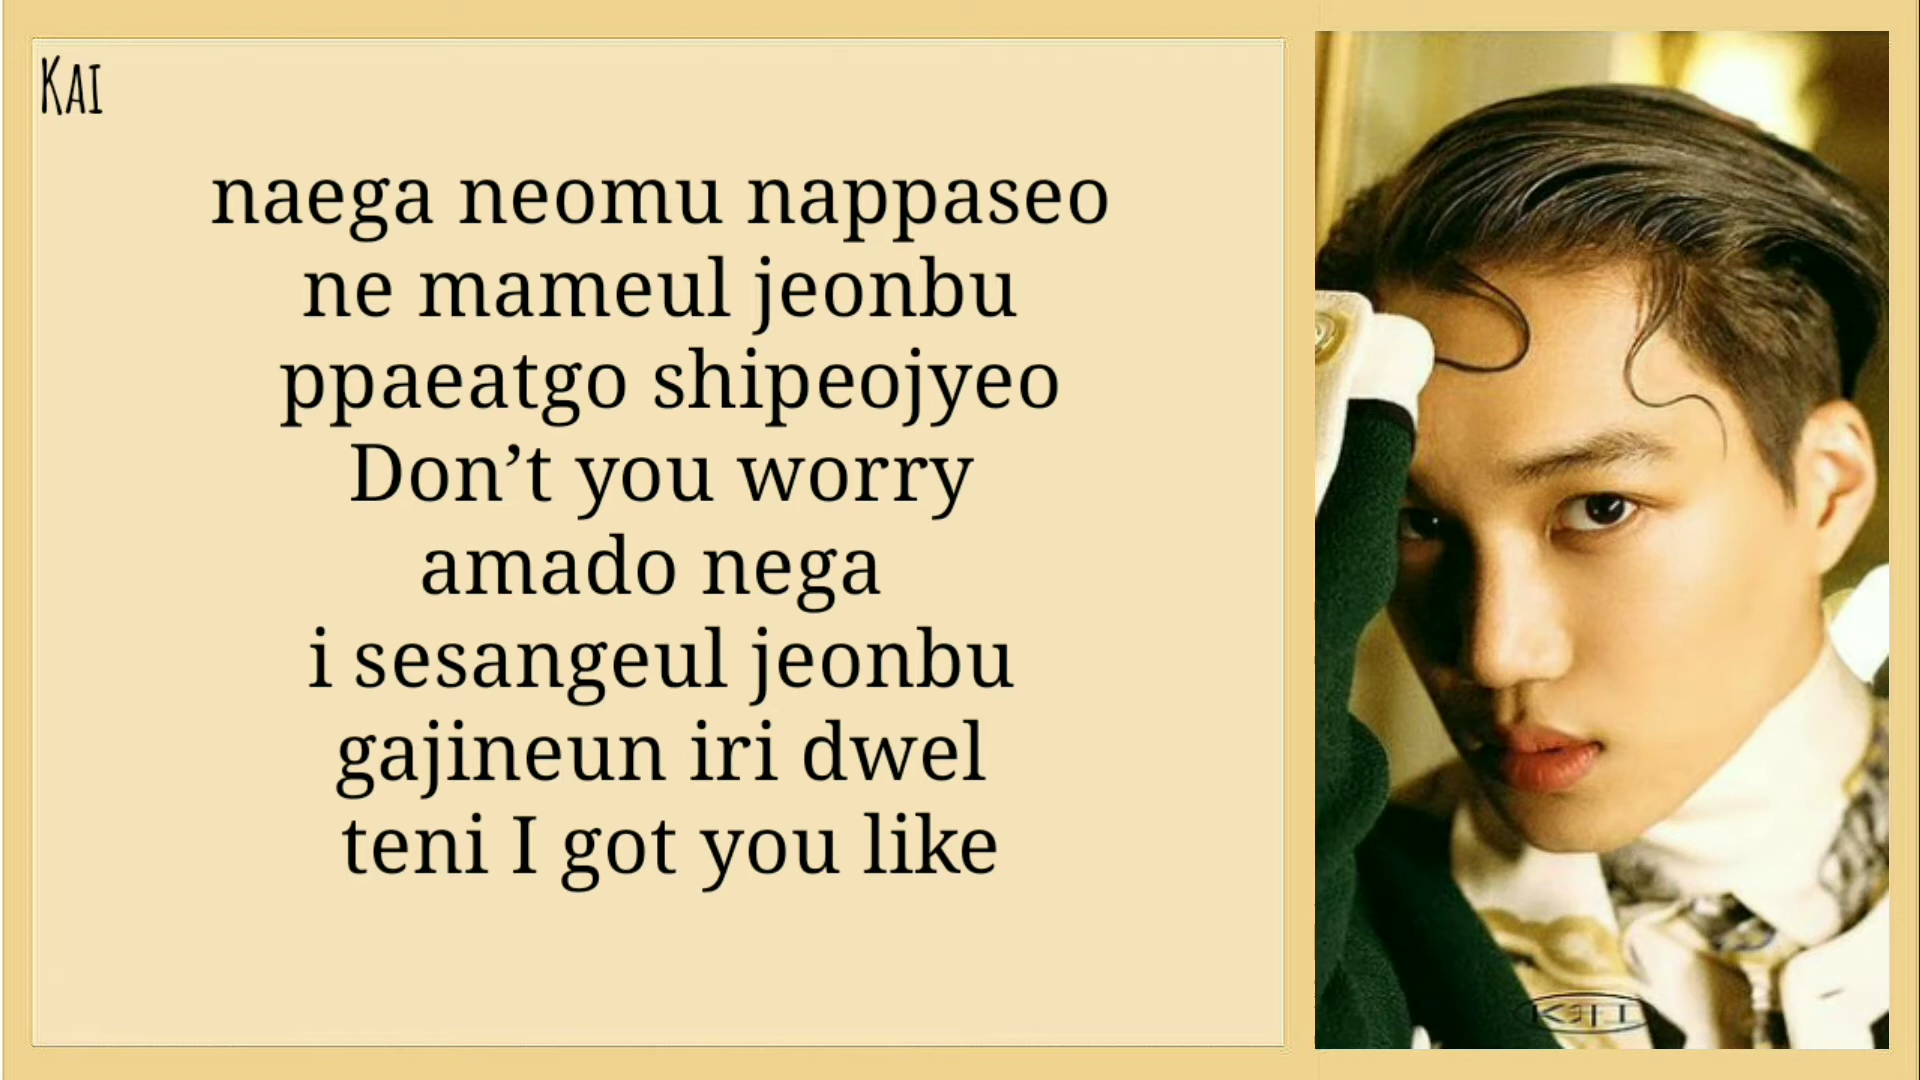 KAI
naega neomu nappaseo
ne mameul jeonbu
ppaeatgo shipeojyeo
Don’t you worry
amado nega
i sesangeul jeonbu
gajineun iri dwel
teni I got you like
KAI